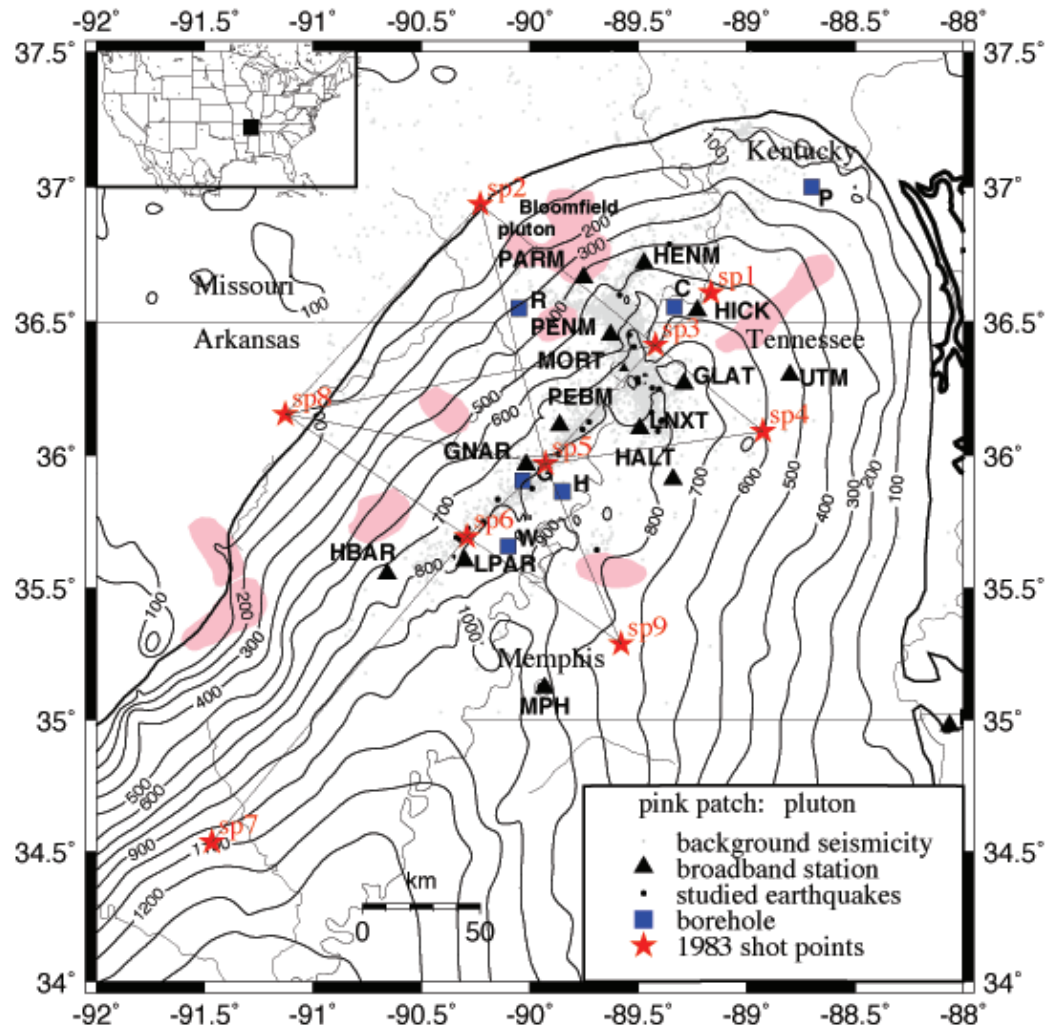 -92° -91.5° -91° -90.5° -90° -89.5° -89° -88.5° -88°
37.5° 37.5°
100
Kentucky
37° 37°
sp2
P
Bloomfield
pluton
200
300
PARM
HENM
Missouri
100
R
C
sp1
HICK
36.5° 36.5°
Arkansas
PENM
sp3
Tennessee
MORT
GLAT
UTM
500
600
PEBM
sp8
LNXT
sp4
GNAR
sp5
HALT
36° 36°
G
H
700
700
600
500
400
300
200
100
800
sp6
W
900
HBAR
800
LPAR
35.5° 35.5°
100
200
300
1000
sp9
Memphis
400
MPH
35° 35°
500
600
sp7
900
34.5° 34.5°
1200
km
0 50
pink patch: pluton
background seismicity
broadband station
studied earthquakes
borehole
1983 shot points
34° 34°
-92° -91.5° -91° -90.5° -90° -89.5° -89° -88.5° -88°